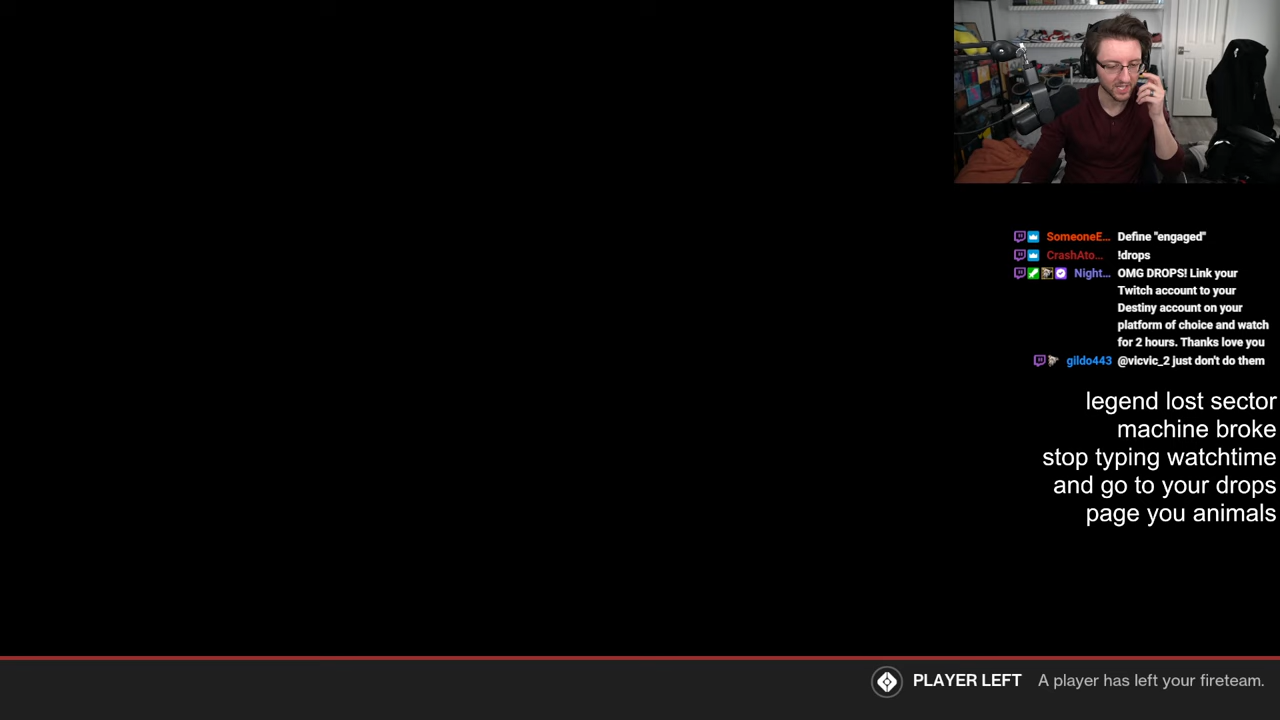 SomeoneE... Define "engaged"
CrashAto... !drops
Night... OMG DROPS! Link your
Twitch account to your
Destiny account on your
platform of choice and watch
for 2 hours. Thanks love you
gildo443 @vicvic_2 just don't do them
legend lost sector
machine broke
stop typing watchtime
and go to your drops
page you animals
PLAYER LEFT A player has left your fireteam.